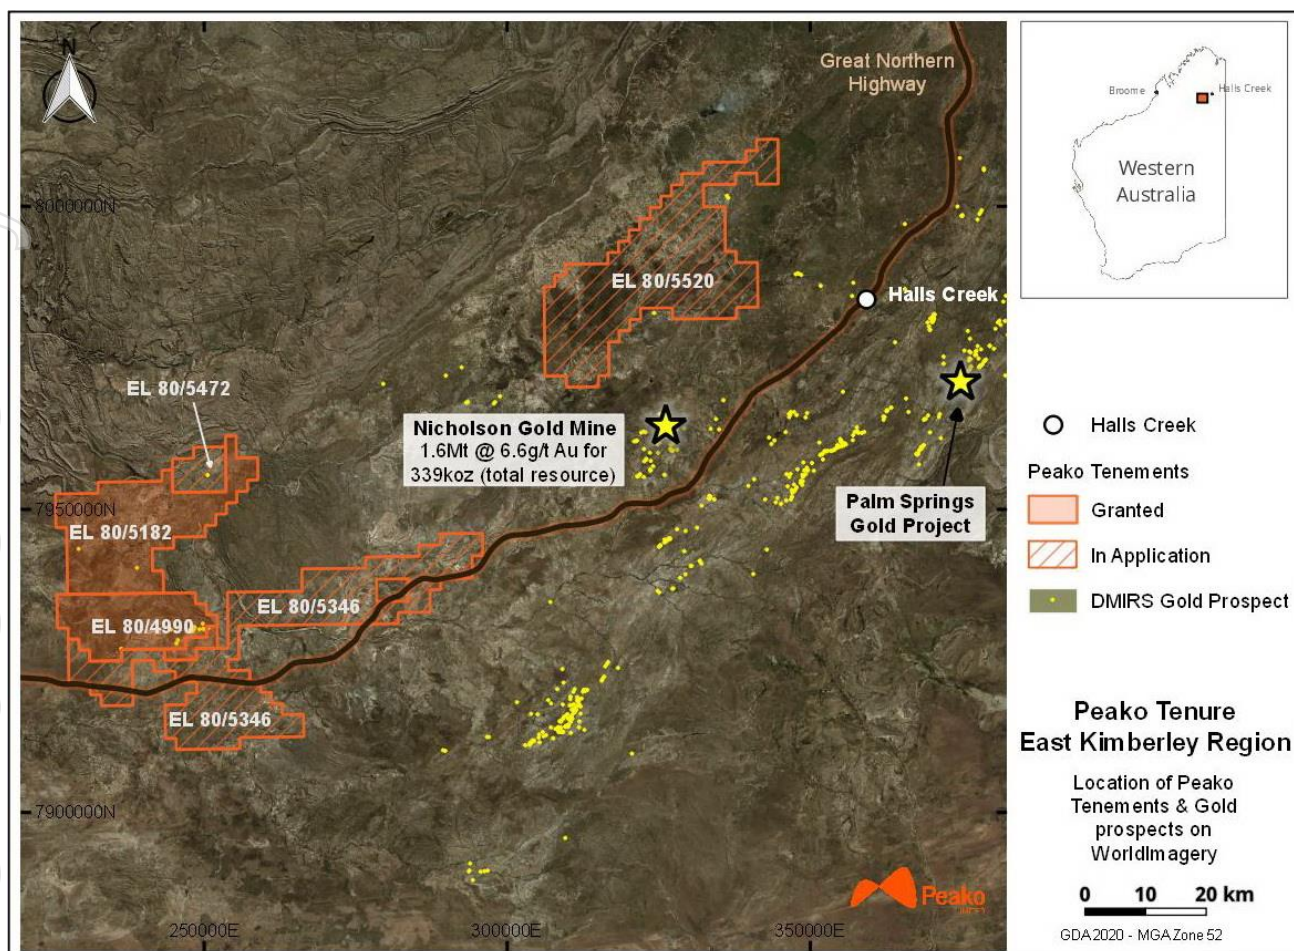 N
Great Northern
Highway
Broome
Halls Creek
Western
Australia
8000000N
EL 80/5520
Halls Creek
EL 80/5472
Nicholson Gold Mine
1.6Mt @ 6.6g/t Au for
339koz (total resource)
Palm Springs
Gold Project
7950000N
EL 80/5182
EL 80/5346
EL 80/4990
EL 80/5346
7900000N
250000E
300000E
350000E
Peako
Halls Creek
Peako Tenements
Granted
In Application
DMIRS Gold Prospect
Peako Tenure
East Kimberley Region
Location of Peako
Tenements & Gold
prospects on
WorldImagery
0 10 20 km
GDA2020 - MGA Zone 52